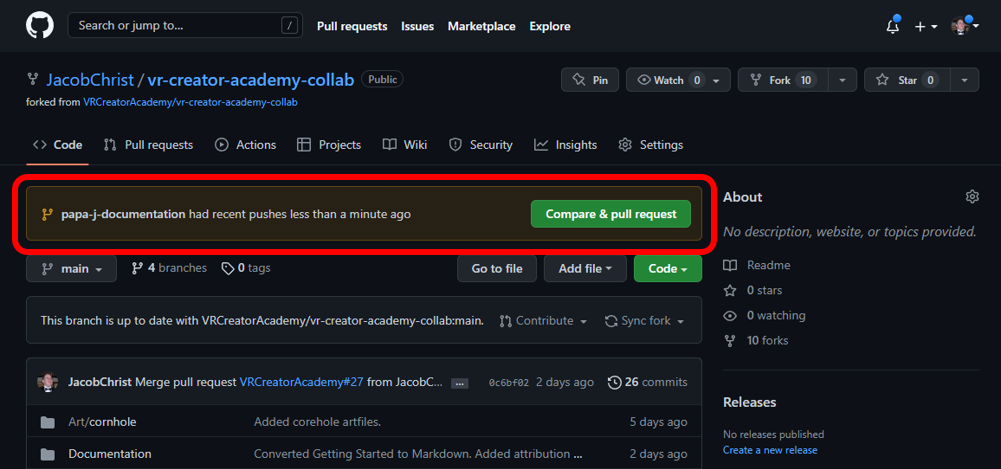 Search or jump to... /
Pull requests Issues Marketplace Explore
JacobChrist / vr-creator-academy-collab Public
Pin Watch 0 Fork 10 Star 0
forked from VRCreatorAcademy/vr-creator-academy-collab
Code Pull requests Actions Projects Wiki Security Insights Settings
papa-j-documentation had recent pushes less than a minute ago Compare & pull request
main 4 branches 0 tags Go to file Add file Code
This branch is up to date with VRCreatorAcademy/vr-creator-academy-collab:main. Contribute Sync fork
JacobChrist Merge pull request VRCreatorAcademy#27 from JacobC... ... 0c6bf02 2 days ago 26 commits
Art/cornhole Added corehole artfiles. 5 days ago
Documentation Converted Getting Started to Markdown. Added attribution ... 2 days ago
About
No description, website, or topics provided.
Readme
0 stars
0 watching
10 forks
Releases
No releases published
Create a new release